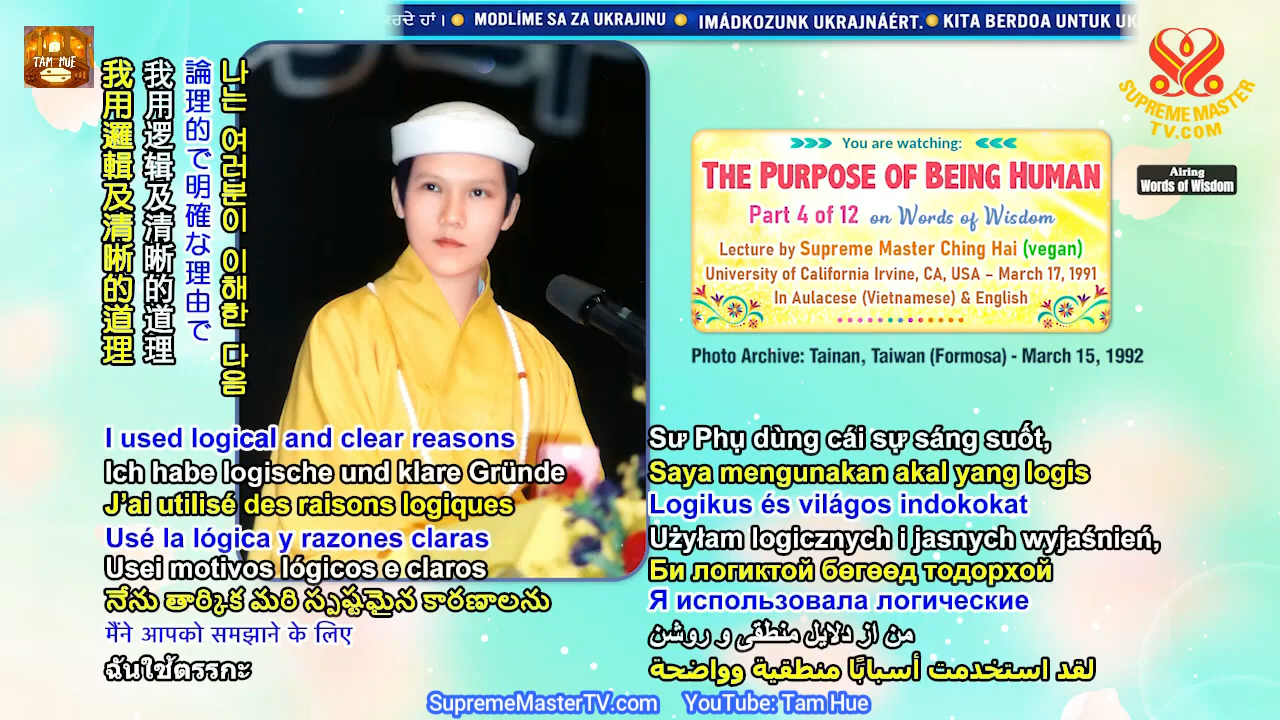 ਰਦੇ ਹਾਂ। MODLÍME SA ZA UKRAJINU IMÁDKOZUNK UKRAJNÁÉRT. KITA BERDOA UNTUK UK
TAM HUE
SUPREME MASTER
TV.COM
Airing
Words of Wisdom
我用邏輯及清晰的道理
我用逻辑及清晰的道理
論理的で明確な理由で
나는 여러분이 이해한 다음
You are watching:
THE PURPOSE OF BEING HUMAN
Part 4 of 12 on Words of Wisdom
Lecture by Supreme Master Ching Hai (vegan)
University of California Irvine, CA, USA – March 17, 1991
In Aulacese (Vietnamese) & English
Photo Archive: Tainan, Taiwan (Formosa) - March 15, 1992
I used logical and clear reasons
Ich habe logische und klare Gründe
J'ai utilisé des raisons logiques
Usé la lógica y razones claras
Usei motivos lógicos e claros
నేను తార్కిక మరి స్పష్టమైన కారణాలను
मैंने आपको समझाने के लिए
ฉันใช้ตรรกะ
Sư Phụ dùng cái sự sáng suốt,
Saya mengunakan akal yang logis
Logikus és világos indokokat
Użyłam logicznych i jasnych wyjaśnień,
Би логиктой бөгөөд тодорхой
Я использовала логические
من از دلایل منطقی و روشن
لقد استخدمت أسبابًا منطقية وواضحة
SupremeMasterTV.com YouTube: Tam Hue